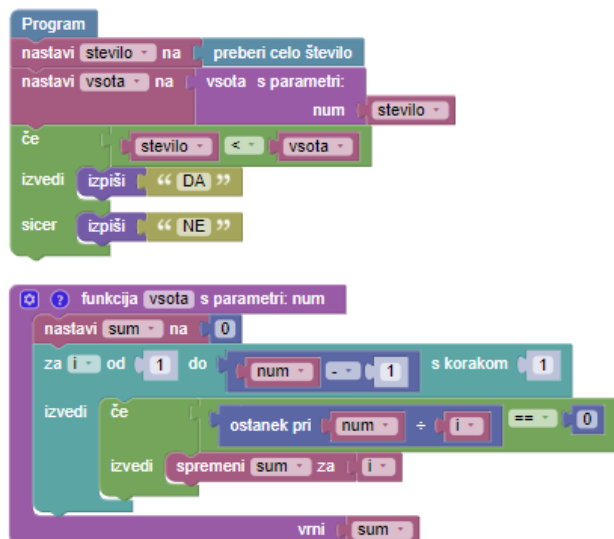 Program
nastavi stevilo na preberi celo število
nastavi vsota na vsota s parametri:
num stevilo
če stevilo < vsota
izvedi izpiši “ DA ”
sicer izpiši “ NE ”
? funkcija vsota s parametri: num
nastavi sum na 0
za i od 1 do num - 1 s korakom 1
izvedi če ostanek pri num ÷ i == 0
izvedi spremeni sum za i
vrni sum